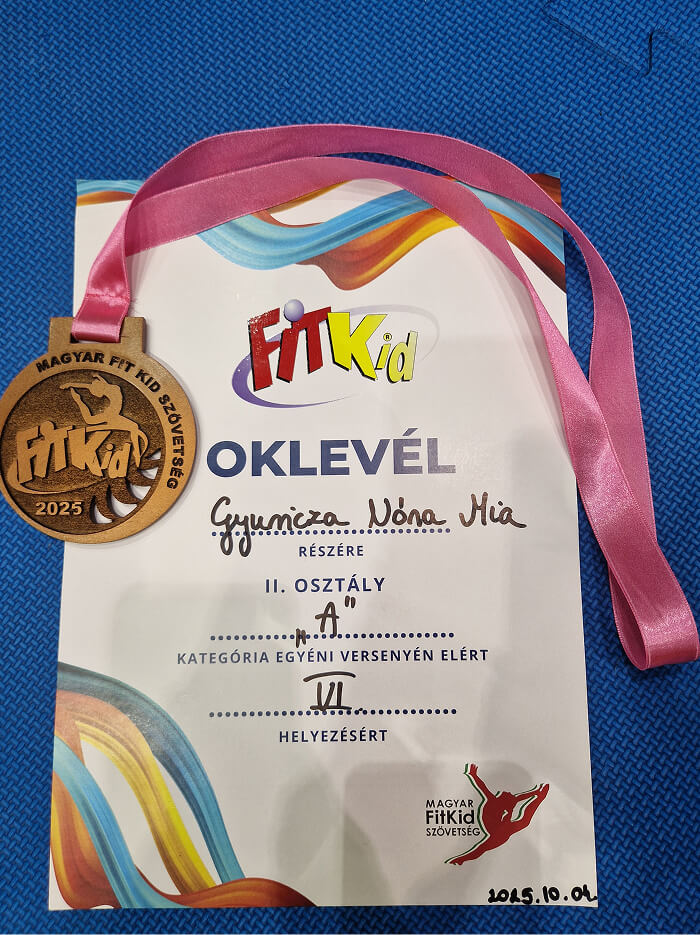 MAGYAR FIT KID SZÖVETSÉG
FitKid
2025
FiTKid®
OKLEVÉL
Gyuricza Nóra Mia
RÉSZÉRE
II. OSZTÁLY
„A”
KATEGÓRIA EGYÉNI VERSENYÉN ELÉRT
VI.
HELYEZÉSÉRT
MAGYAR
FitKid
SZÖVETSÉG
2025.10.04.